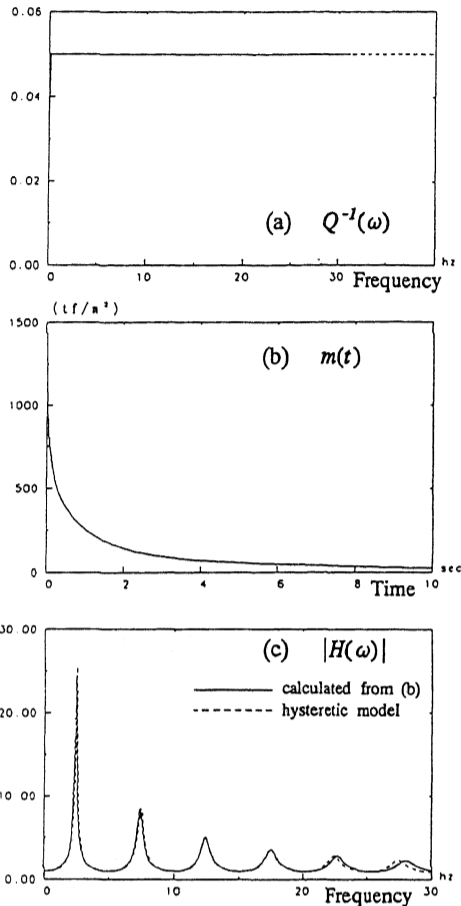 0.06
0.04
0.02
(a) Q⁻¹(ω)
0.00
hz
0 10 20 30 Frequency
(tf/m²)
1500
(b) m(t)
1000
500
0
sec
0 2 4 6 8 Time 10
30.00
(c) |H(ω)|
calculated from (b)
hysteretic model
20.00
10.00
0.00
hz
0 10 20 Frequency 30